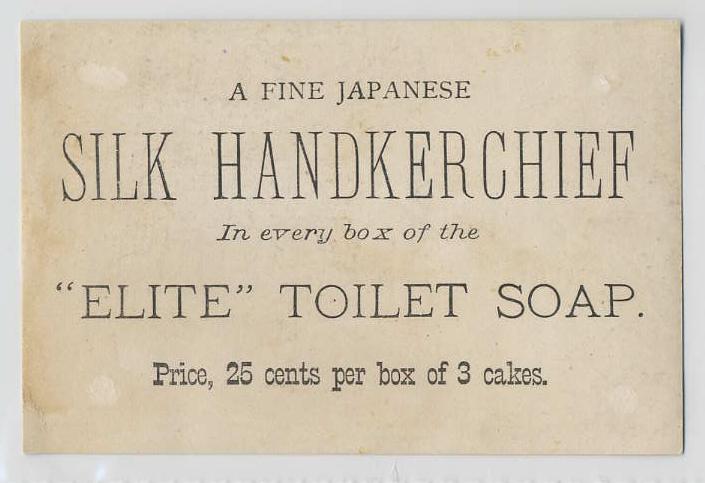 A FINE JAPANESE
SILK HANDKERCHIEF
In every box of the
“ELITE” TOILET SOAP.
Price, 25 cents per box of 3 cakes.